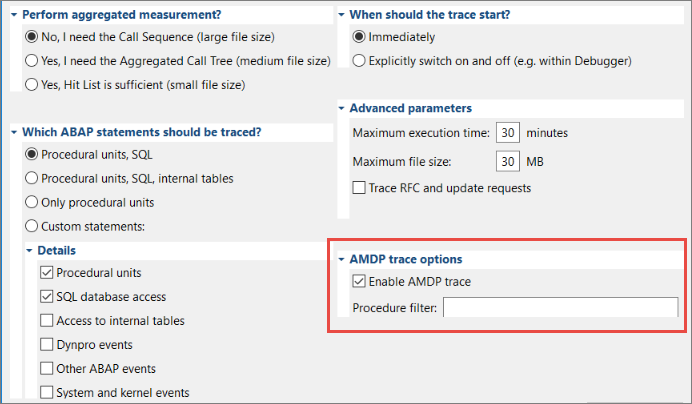 Perform aggregated measurement?
No, I need the Call Sequence (large file size)
Yes, I need the Aggregated Call Tree (medium file size)
Yes, Hit List is sufficient (small file size)
Which ABAP statements should be traced?
Procedural units, SQL
Procedural units, SQL, internal tables
Only procedural units
Custom statements:
Details
Procedural units
SQL database access
Access to internal tables
Dynpro events
Other ABAP events
System and kernel events
When should the trace start?
Immediately
Explicitly switch on and off (e.g. within Debugger)
Advanced parameters
Maximum execution time: 30 minutes
Maximum file size: 30 MB
Trace RFC and update requests
AMDP trace options
Enable AMDP trace
Procedure filter: